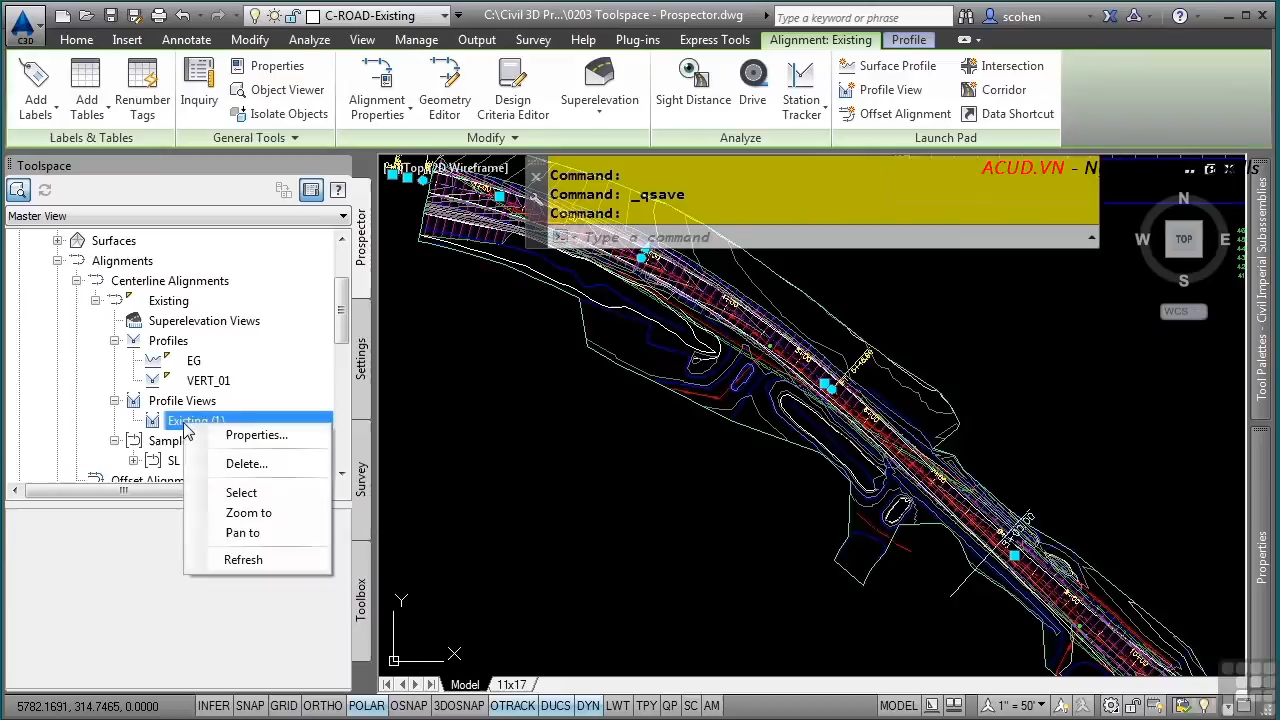 C-ROAD-Existing
C:\Civil 3D Pr...\0203 Toolspace - Prospector.dwg
Type a keyword or phrase
scohen
C3D
Home Insert Annotate Modify Analyze View Manage Output Survey Help Plug-ins Express Tools Alignment: Existing Profile
Add Labels
Add Tables
Renumber Tags
Inquiry
Properties
Object Viewer
Isolate Objects
Alignment Properties
Geometry Editor
Design Criteria Editor
Superelevation
Sight Distance
Drive
Station Tracker
Surface Profile
Profile View
Offset Alignment
Intersection
Corridor
Data Shortcut
Labels & Tables General Tools Modify Analyze Launch Pad
Toolspace
Master View
Surfaces
Alignments
Centerline Alignments
Existing
Superelevation Views
Profiles
EG
VERT_01
Profile Views
Existing (1)
SL
Properties...
Delete...
Select
Zoom to
Pan to
Refresh
Prospector
Settings
Survey
Toolbox
Command:
Command: _qsave
Command:
Type a command
ACUD.VN - N
N
W TOP E
S
WCS
Tool Palettes - Civil Imperial Subassemblies
Properties
Y
X
Model 11x17
5782.1691, 314.7465, 0.0000 INFER SNAP GRID ORTHO POLAR OSNAP 3DOSNAP OTRACK DUCS DYN LWT TPY QP SC AM MODEL 1" = 50'